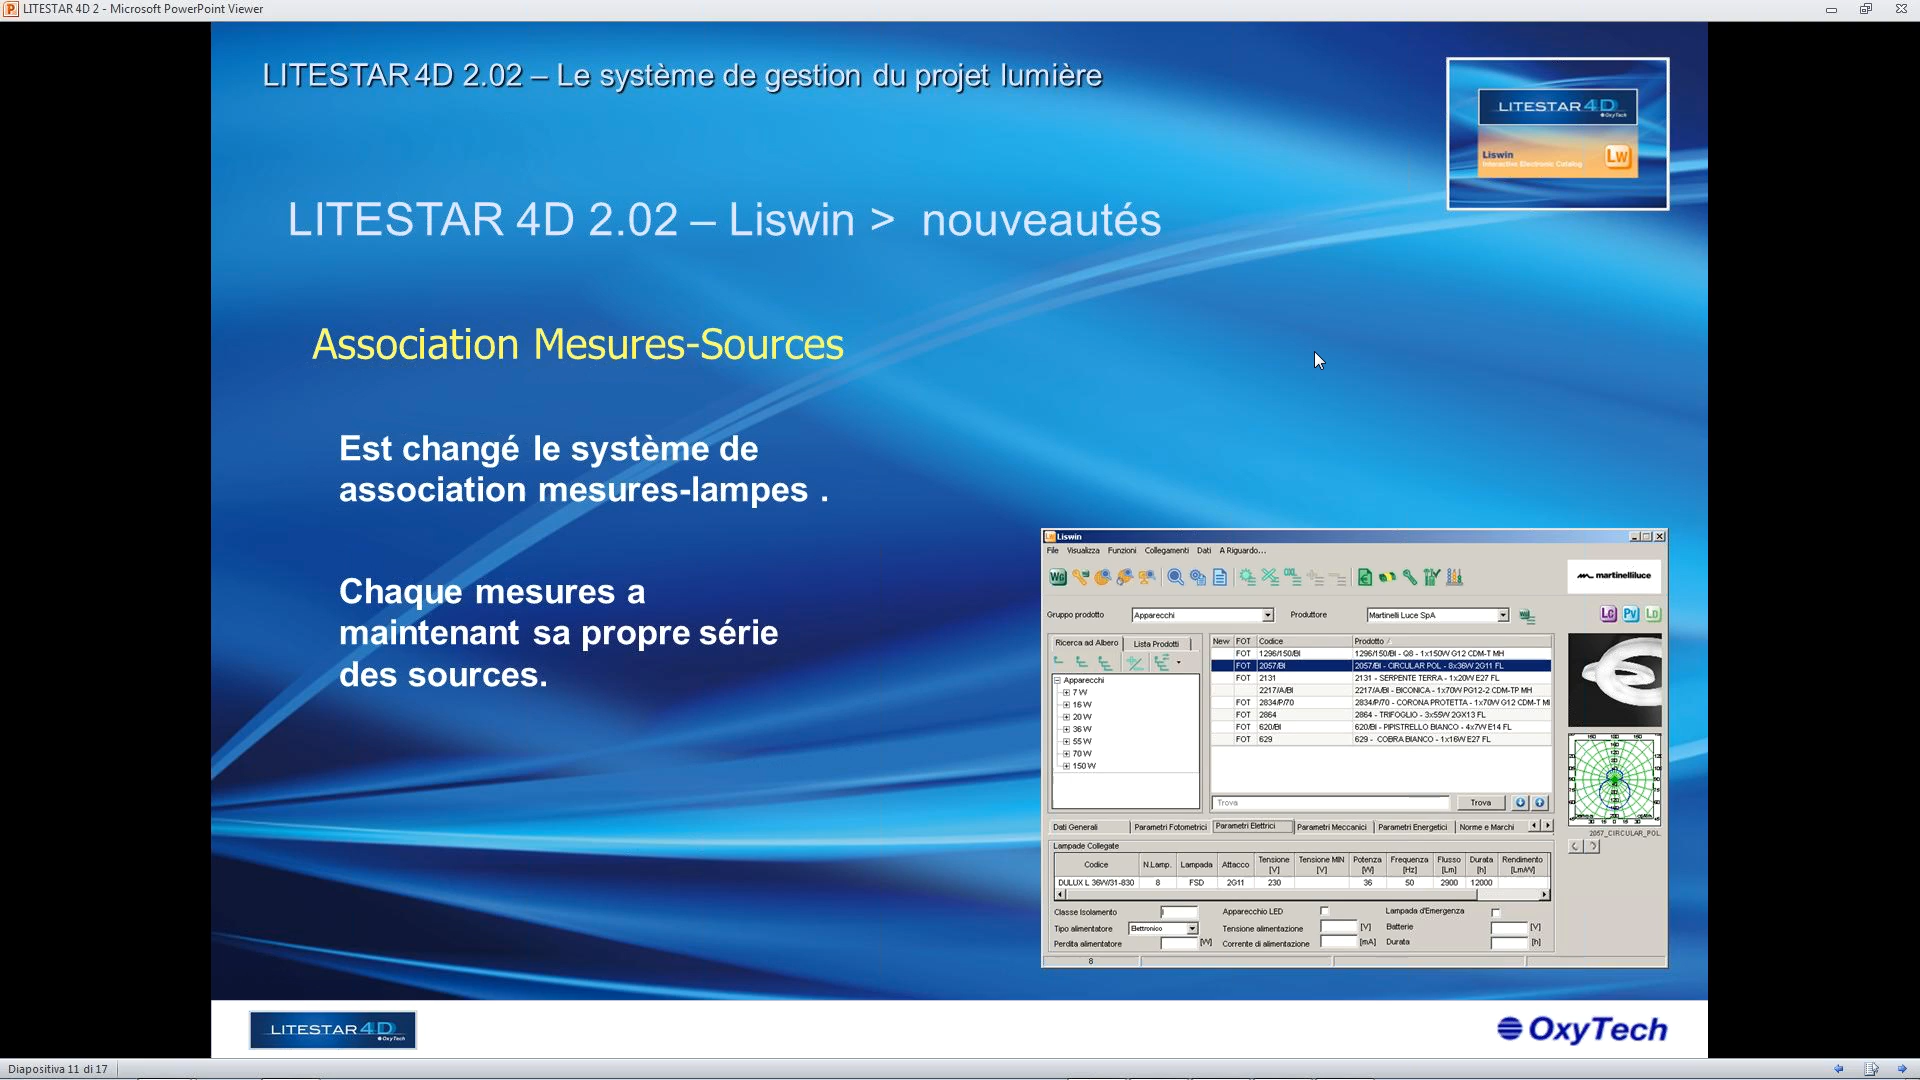 LITESTAR 4D 2 - Microsoft PowerPoint Viewer
LITESTAR 4D 2.02 – Le système de gestion du projet lumière
LITESTAR 4D
OxyTech
Liswin
Interactive Electronic Catalog
Lw
LITESTAR 4D 2.02 – Liswin > nouveautés
Association Mesures-Sources
Est changé le système de
association mesures-lampes .
Chaque mesures a
maintenant sa propre série
des sources.
Liswin
File Visualizza Funzioni Collegamenti Dati A Riguardo...
martinelliluce
Gruppo prodotto Apparecchi Produttore Martinelli Luce SpA
Lc Pv Ld
Ricerca ad Albero Lista Prodotti
Apparecchi
7 W
16 W
20 W
36 W
55 W
70 W
150 W
New FOT Codice Prodotto
FOT 1296/150/BI 1296/150/BI - Q8 - 1x150W G12 CDM-T MH
FOT 2057/BI 2057/BI - CIRCULAR POL - 8x36W 2G11 FL
FOT 2131 2131 - SERPENTE TERRA - 1x20W E27 FL
2217/A/BI 2217/A/BI - BICONICA - 1x70W PG12-2 CDM-TP MH
FOT 2834/P/70 2834/P/70 - CORONA PROTETTA - 1x70W G12 CDM-T MI
FOT 2864 2864 - TRIFOGLIO - 3x55W 2GX13 FL
FOT 620/BI 620/BI - PIPISTRELLO BIANCO - 4x7W E14 FL
FOT 629 629 - COBRA BIANCO - 1x16W E27 FL
Trova Trova
2057_CIRCULAR_POL
Dati Generali Parametri Fotometrici Parametri Elettrici Parametri Meccanici Parametri Energetici Norme e Marchi
Lampade Collegate
Codice N.Lamp. Lampada Attacco Tensione [V] Tensione MIN [V] Potenza [W] Frequenza [Hz] Flusso [Lm] Durata [h] Rendimento [Lm/W]
DULUX L 36W/31-830 8 FSD 2G11 230 36 50 2900 12000
Classe Isolamento I Apparecchio LED Lampada d'Emergenza
Tipo alimentatore Elettronico Tensione alimentazione [V] Batterie [V]
Perdita alimentatore [W] Corrente di alimentazione [mA] Durata [h]
8
LITESTAR 4D
OxyTech
OxyTech
Diapositiva 11 di 17